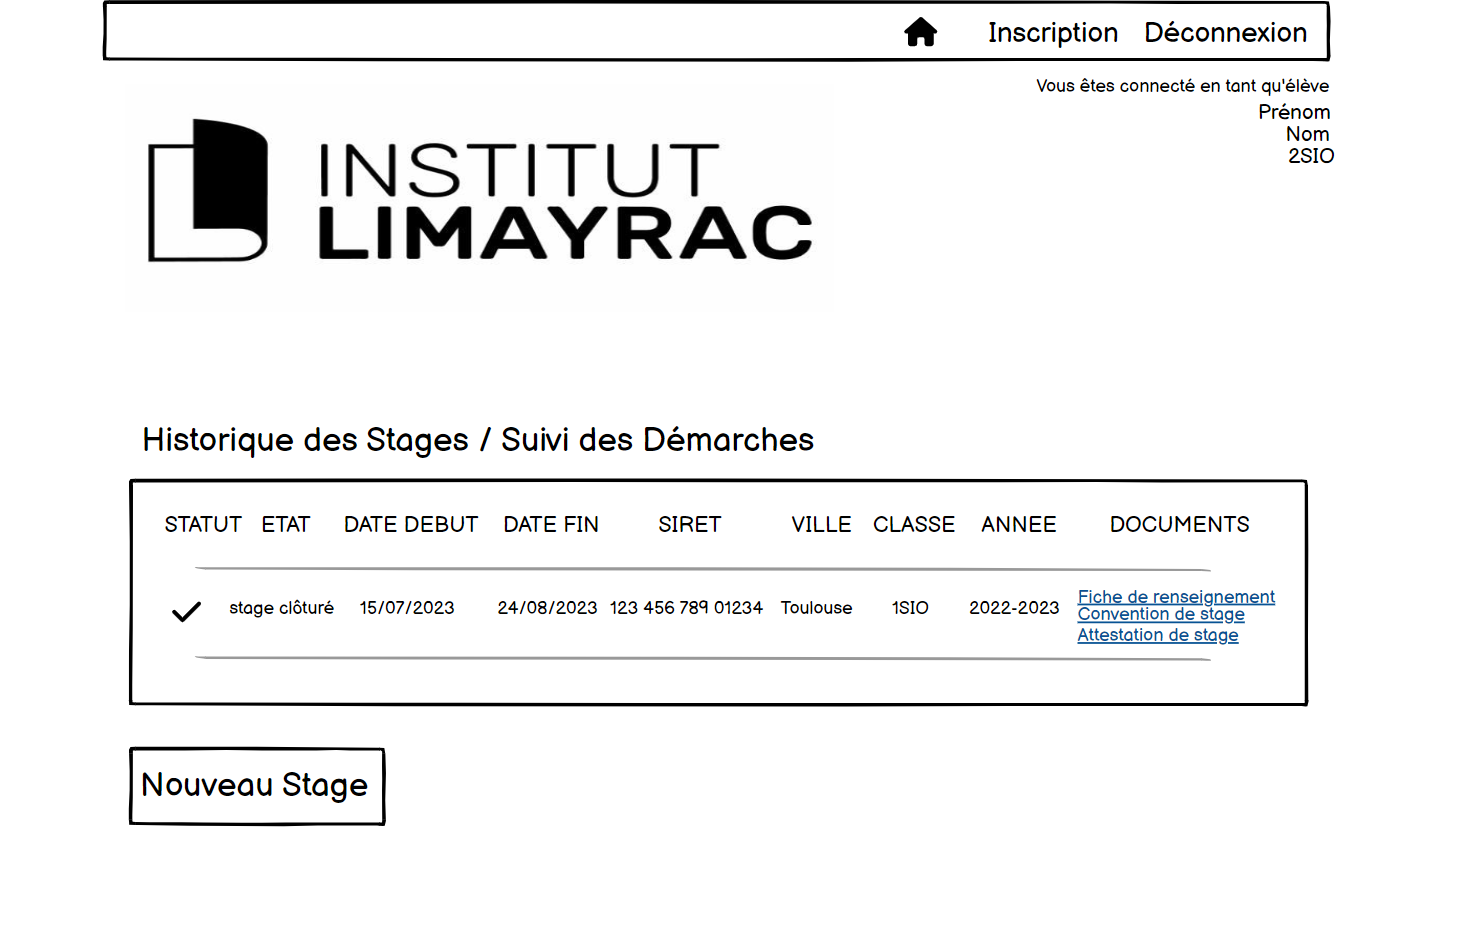 Inscription Déconnexion
Vous êtes connecté en tant qu'élève
Prénom
Nom
2SIO
INSTITUT
LIMAYRAC
Historique des Stages / Suivi des Démarches
STATUT ETAT DATE DEBUT DATE FIN SIRET VILLE CLASSE ANNEE DOCUMENTS
stage clôturé 15/07/2023 24/08/2023 123 456 789 01234 Toulouse 1SIO 2022-2023 Fiche de renseignement
Convention de stage
Attestation de stage
Nouveau Stage